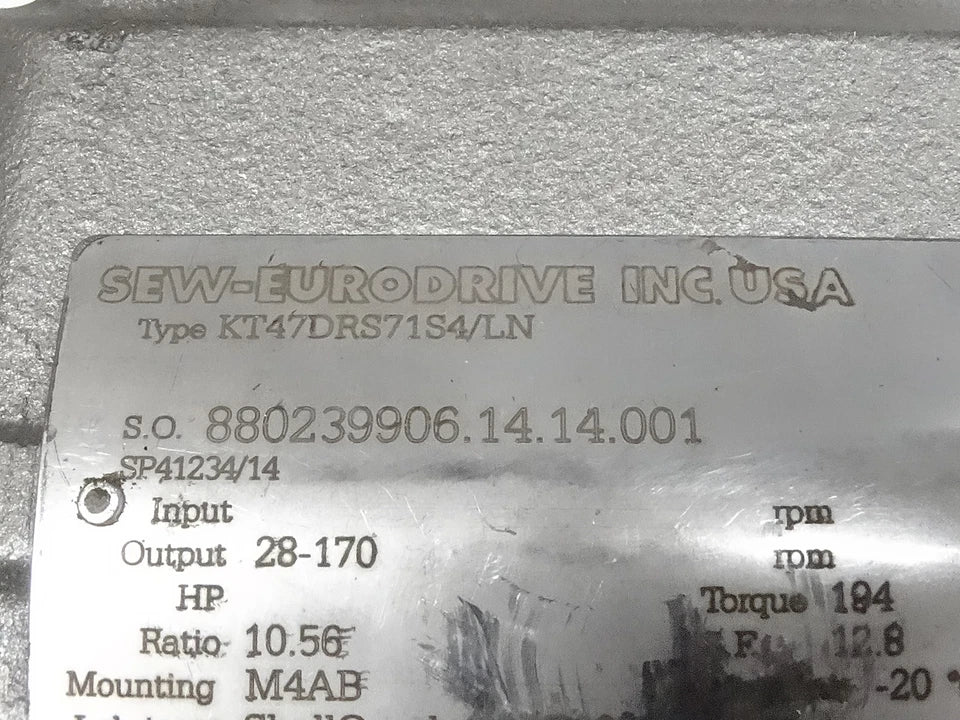 SEW-EURODRIVE INC. USA
Type KT47DRS71S4/LN
S.O. 880239906.14.14.001
SP41234/14
Input rpm
Output 28-170 rpm
HP Torque 194
Ratio 10.56 F. 12.8
Mounting M4AB -20 °